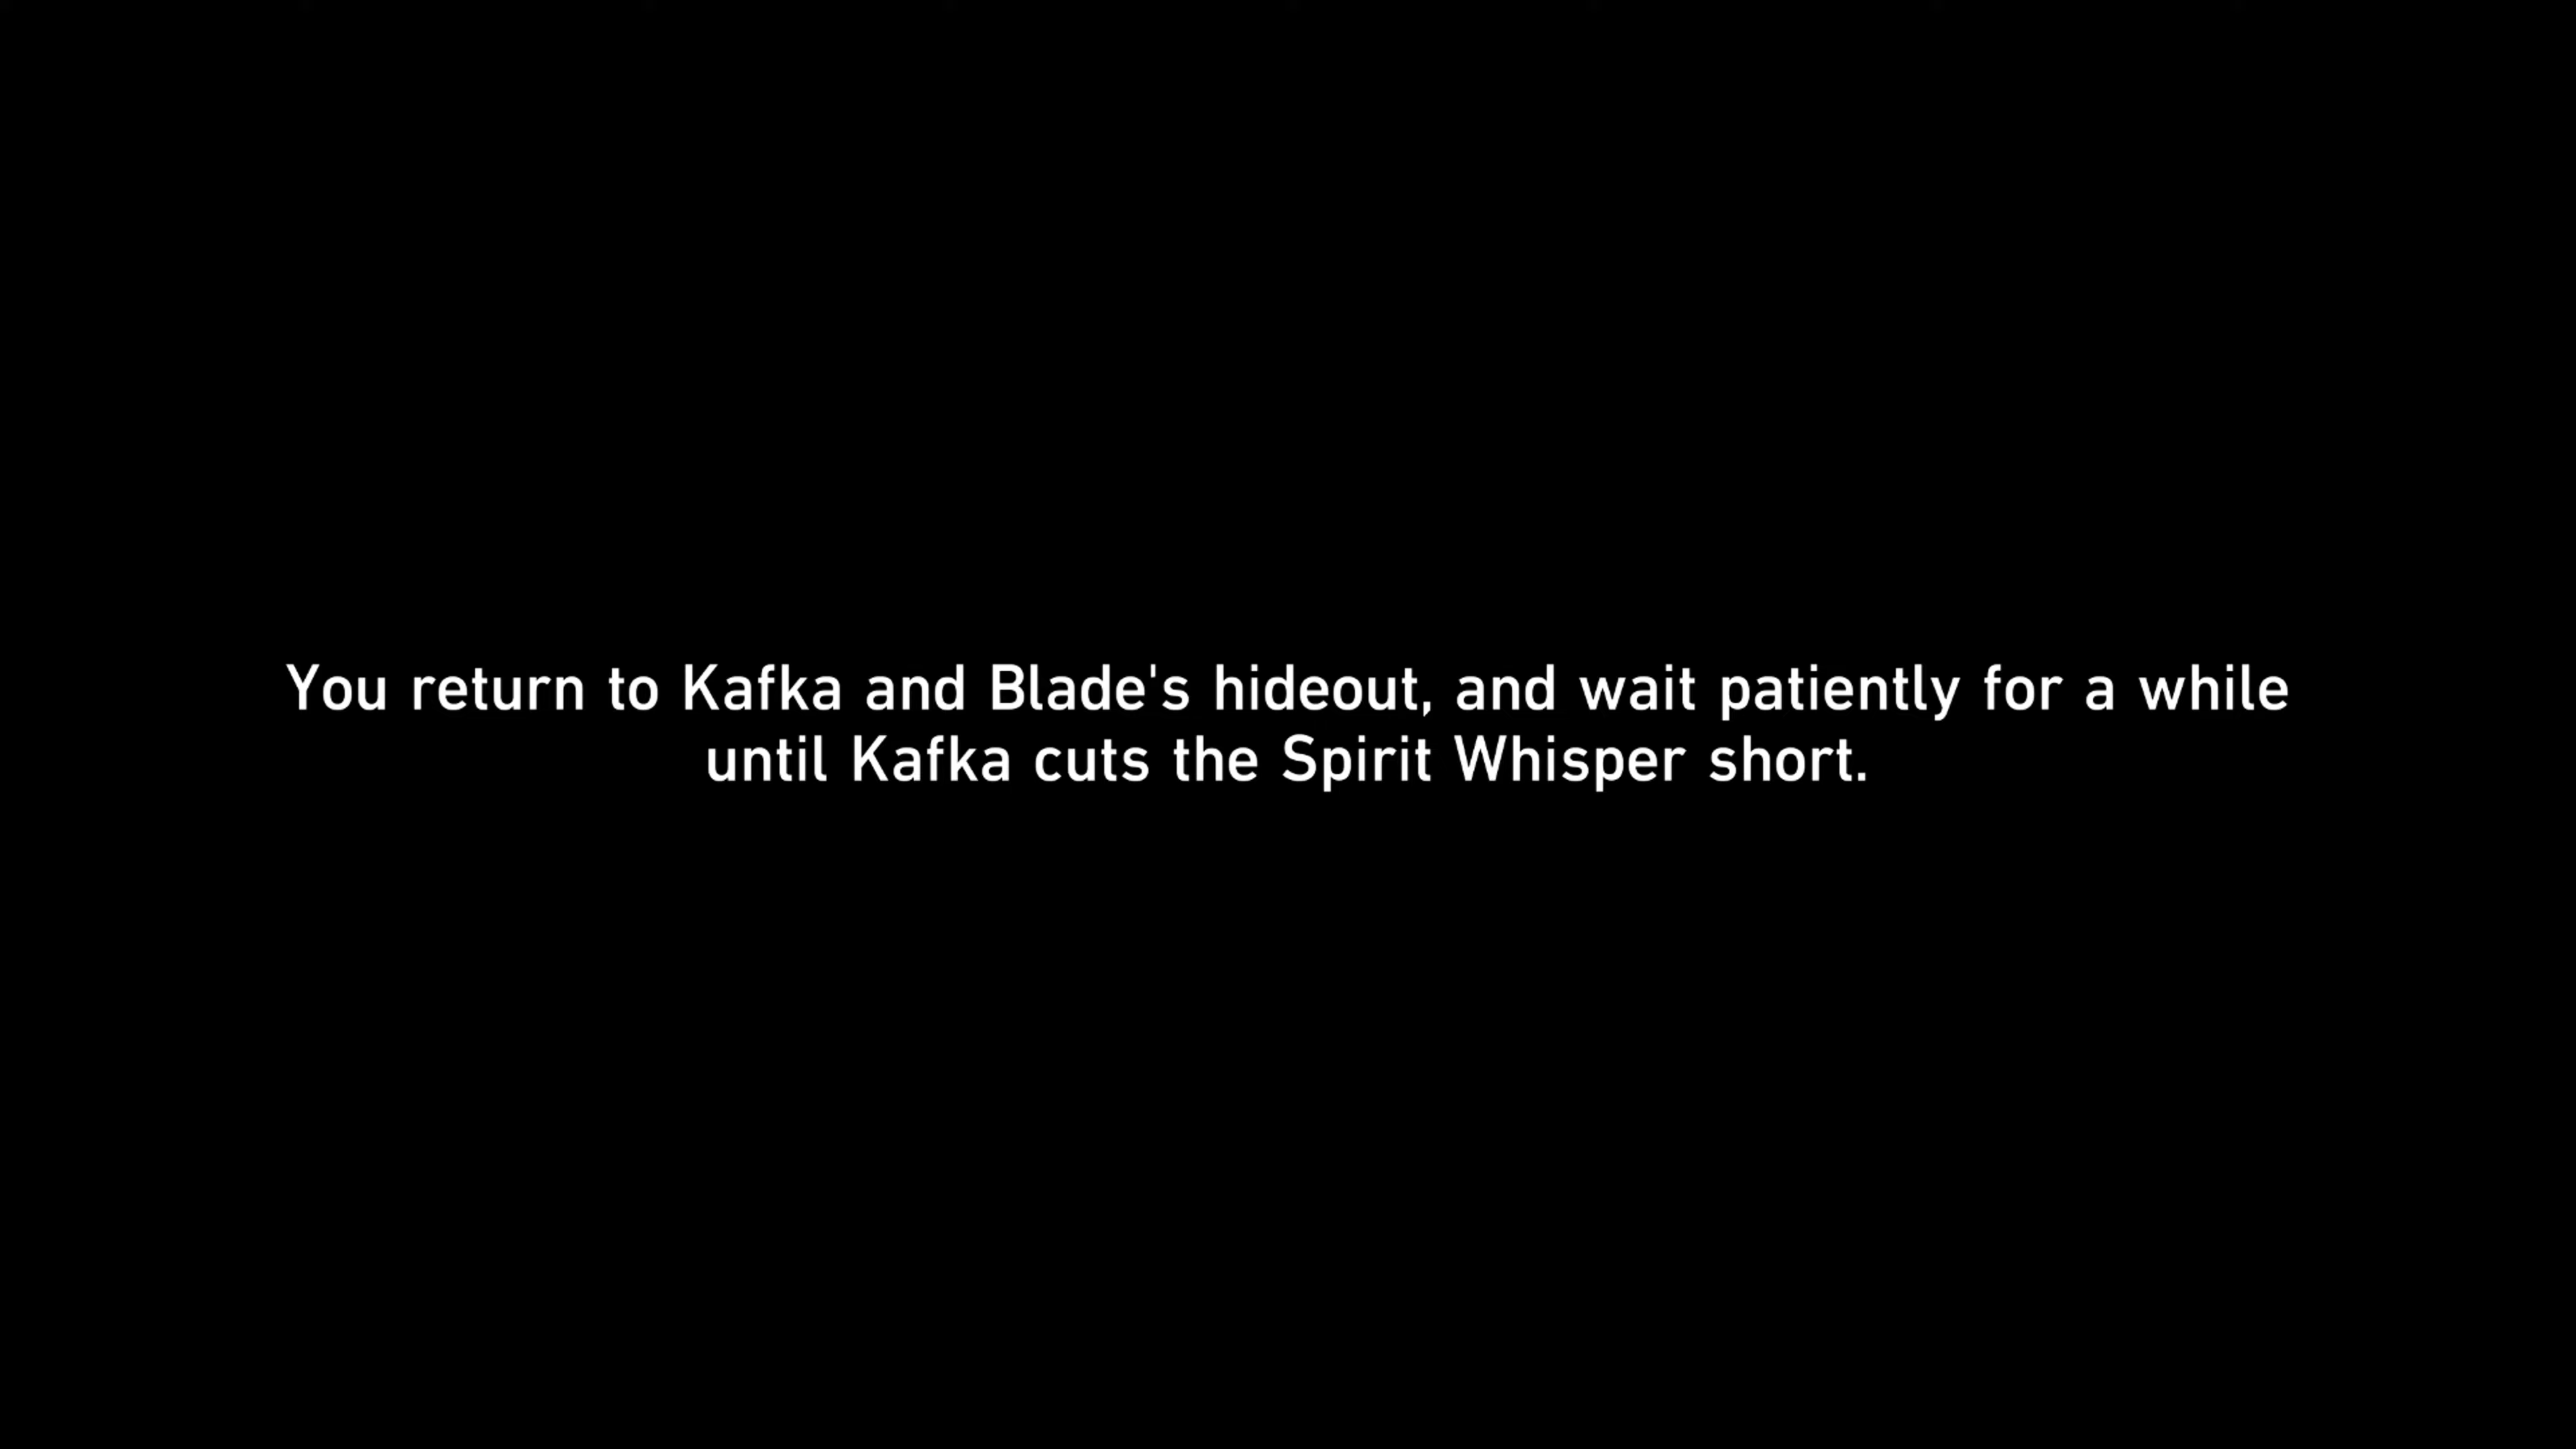 You return to Kafka and Blade's hideout, and wait patiently for a while
until Kafka cuts the Spirit Whisper short.